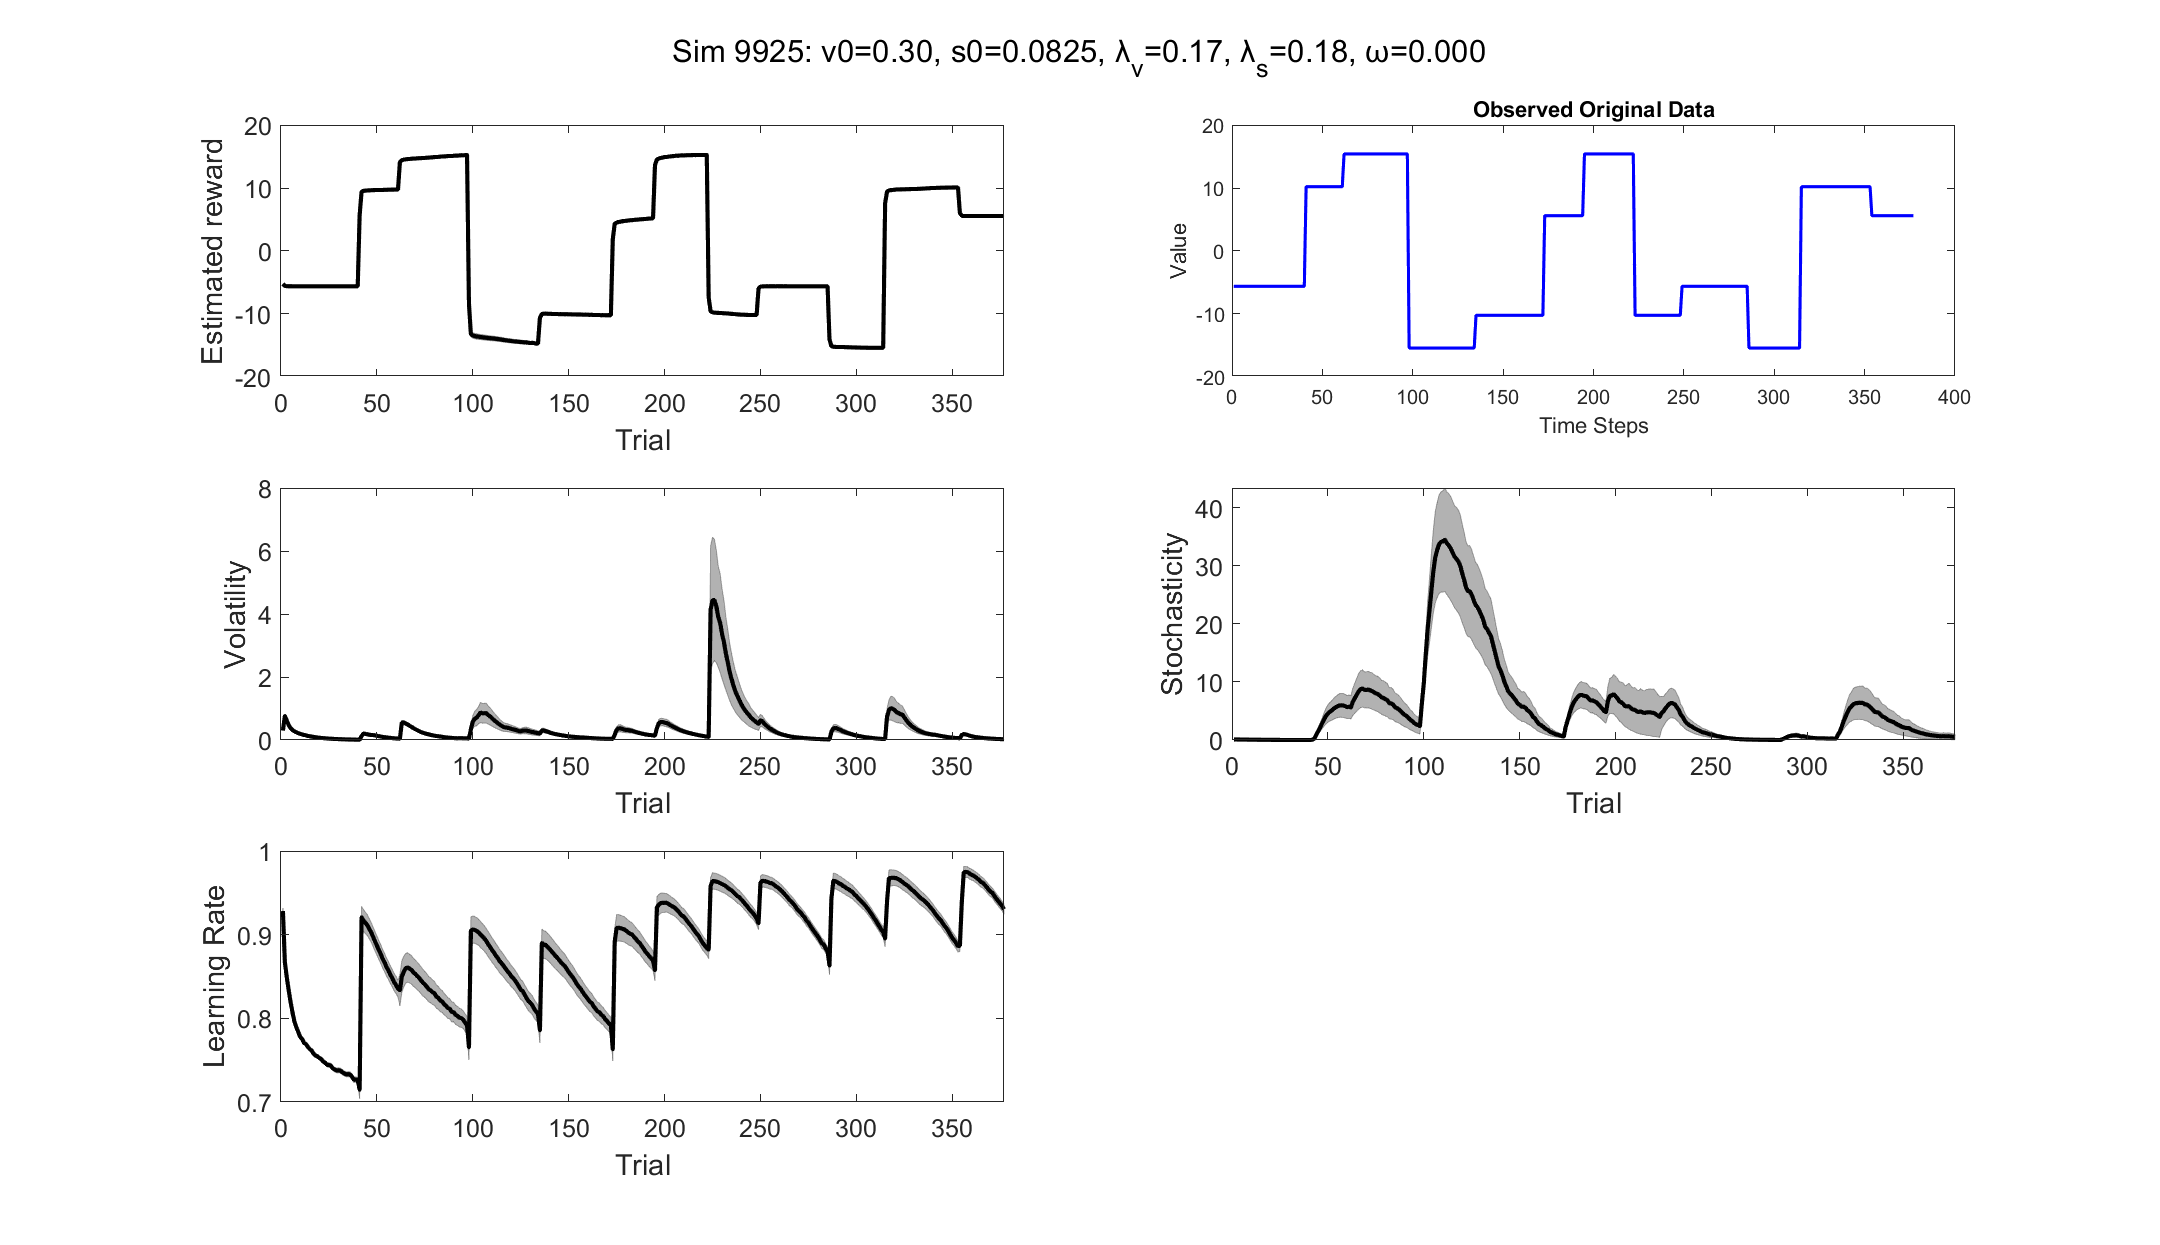 Sim 9925: v0=0.30, s0=0.0825, λv=0.17, λs=0.18, ω=0.000
Estimated reward
20
10
0
-10
-20
0 50 100 150 200 250 300 350
Trial
Observed Original Data
Value
20
10
0
-10
-20
0 50 100 150 200 250 300 350 400
Time Steps
Volatility
8
6
4
2
0
0 50 100 150 200 250 300 350
Trial
Stochasticity
40
30
20
10
0
0 50 100 150 200 250 300 350
Trial
Learning Rate
1
0.9
0.8
0.7
0 50 100 150 200 250 300 350
Trial